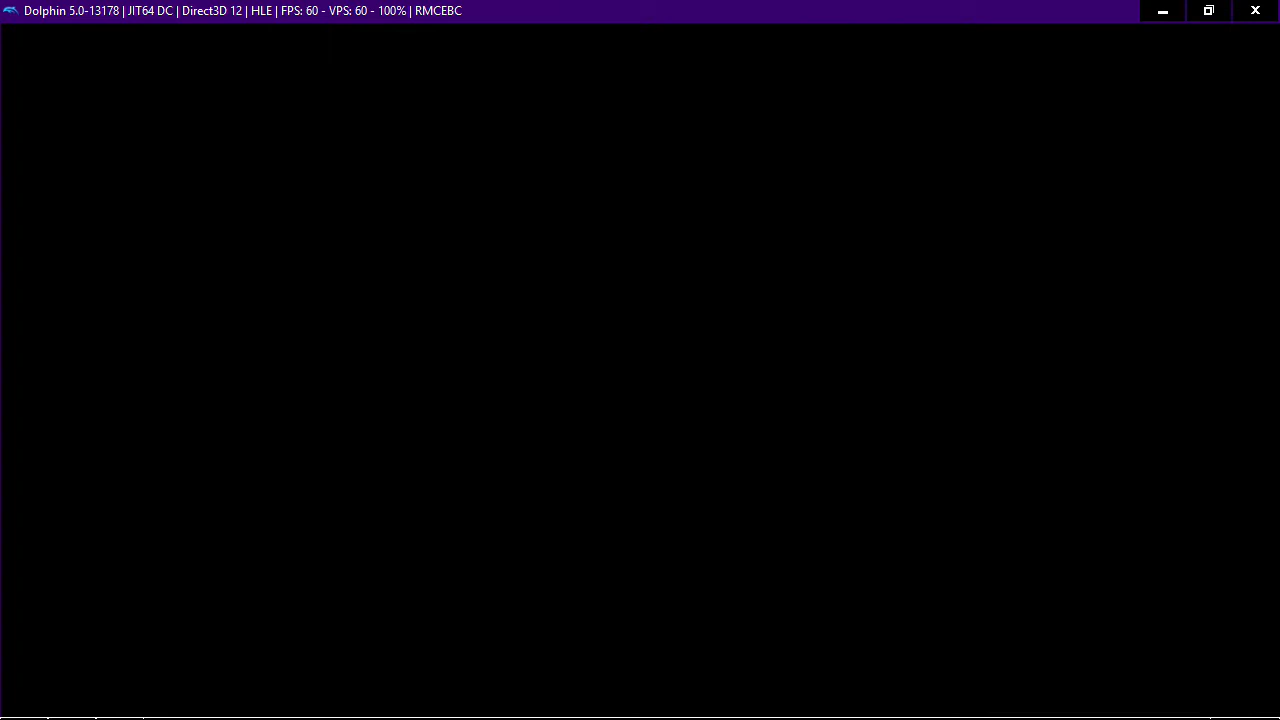 Dolphin 5.0-13178 | JIT64 DC | Direct3D 12 | HLE | FPS: 60 - VPS: 60 - 100% | RMCEBC